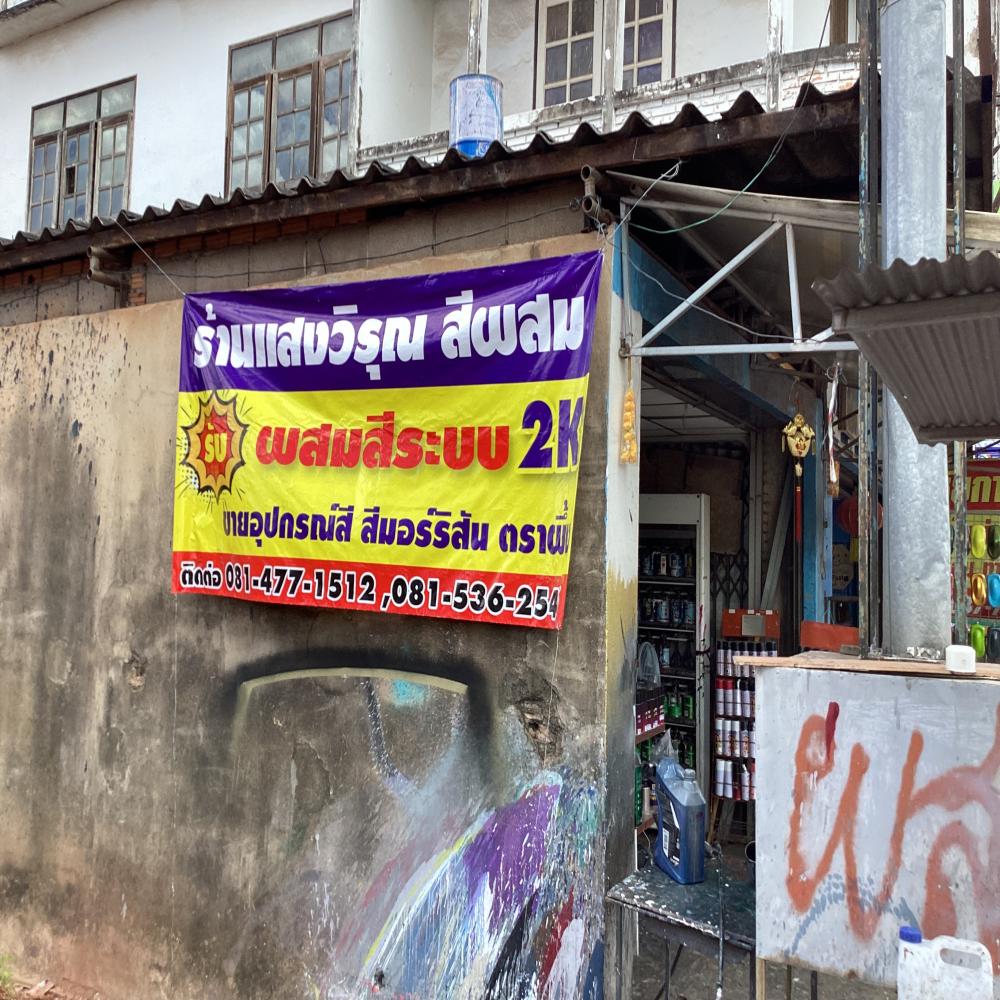 ร้านแสงวิรุณ สีผสม
รับ ผสมสีระบบ 2K
ขายอุปกรณ์สี สีมอร์ริสัน ตราผึ้ง
ติดต่อ 081-477-1512 ,081-536-254